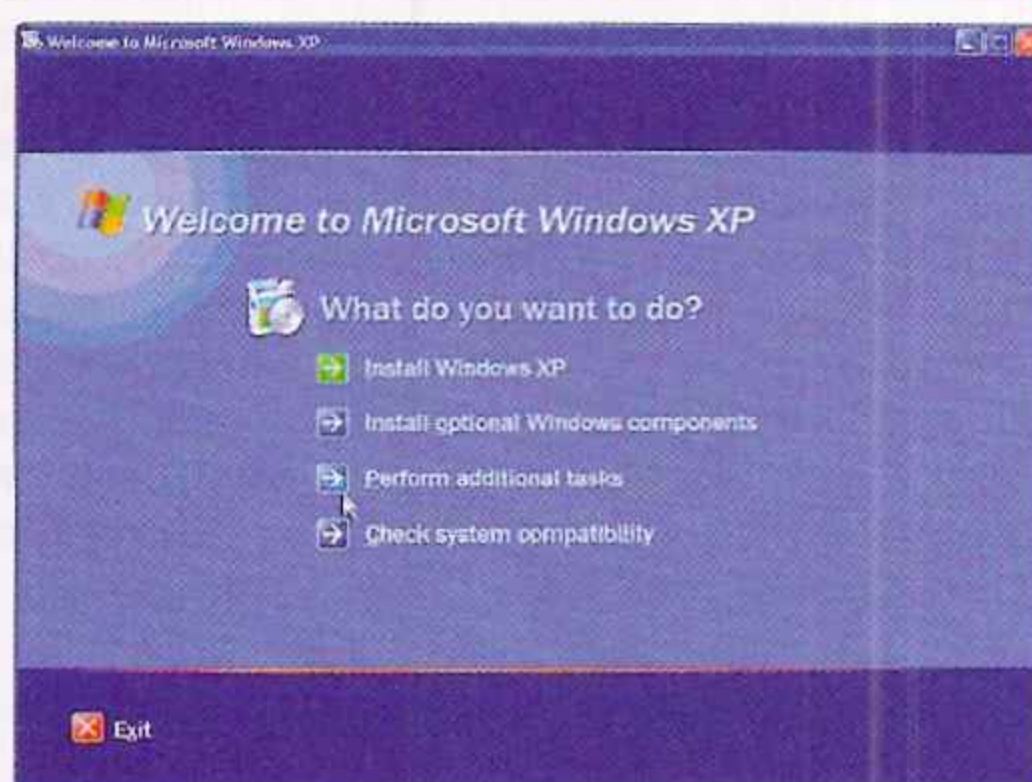 Welcome to Microsoft Windows XP
Welcome to Microsoft Windows XP
What do you want to do?
Install Windows XP
Install optional Windows components
Perform additional tasks
Check system compatibility
Exit